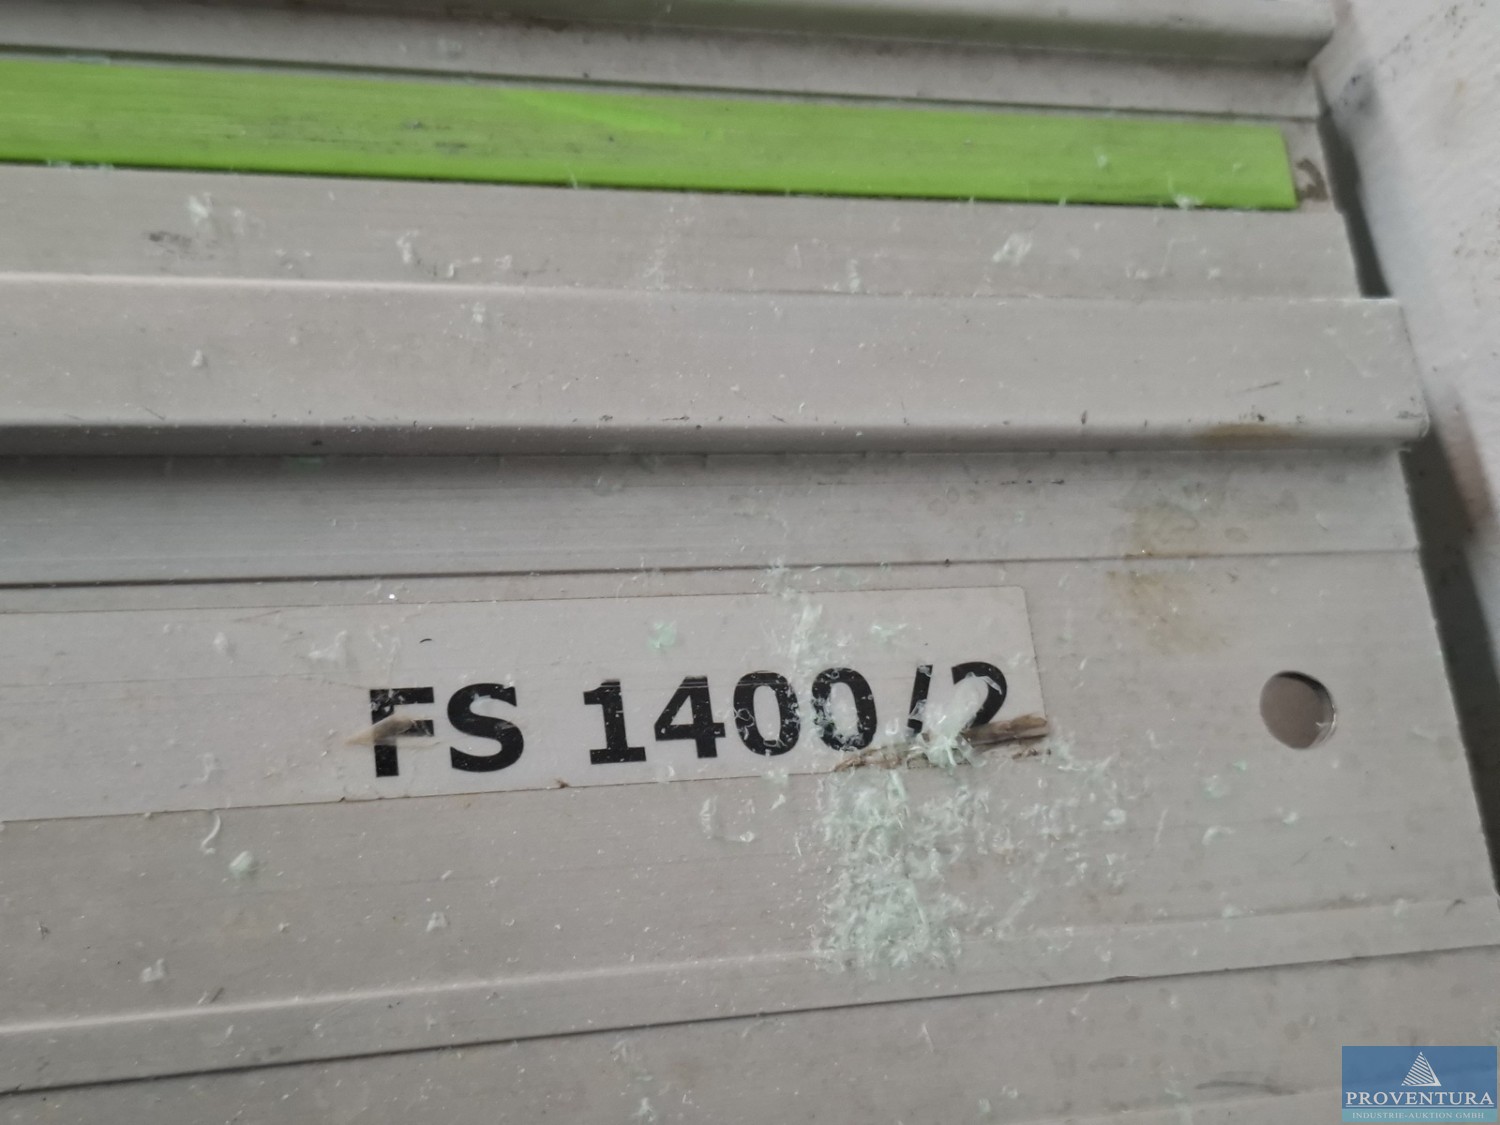 FS 1400/2
PROVENTURA
INDUSTRIE-AUKTION GMBH